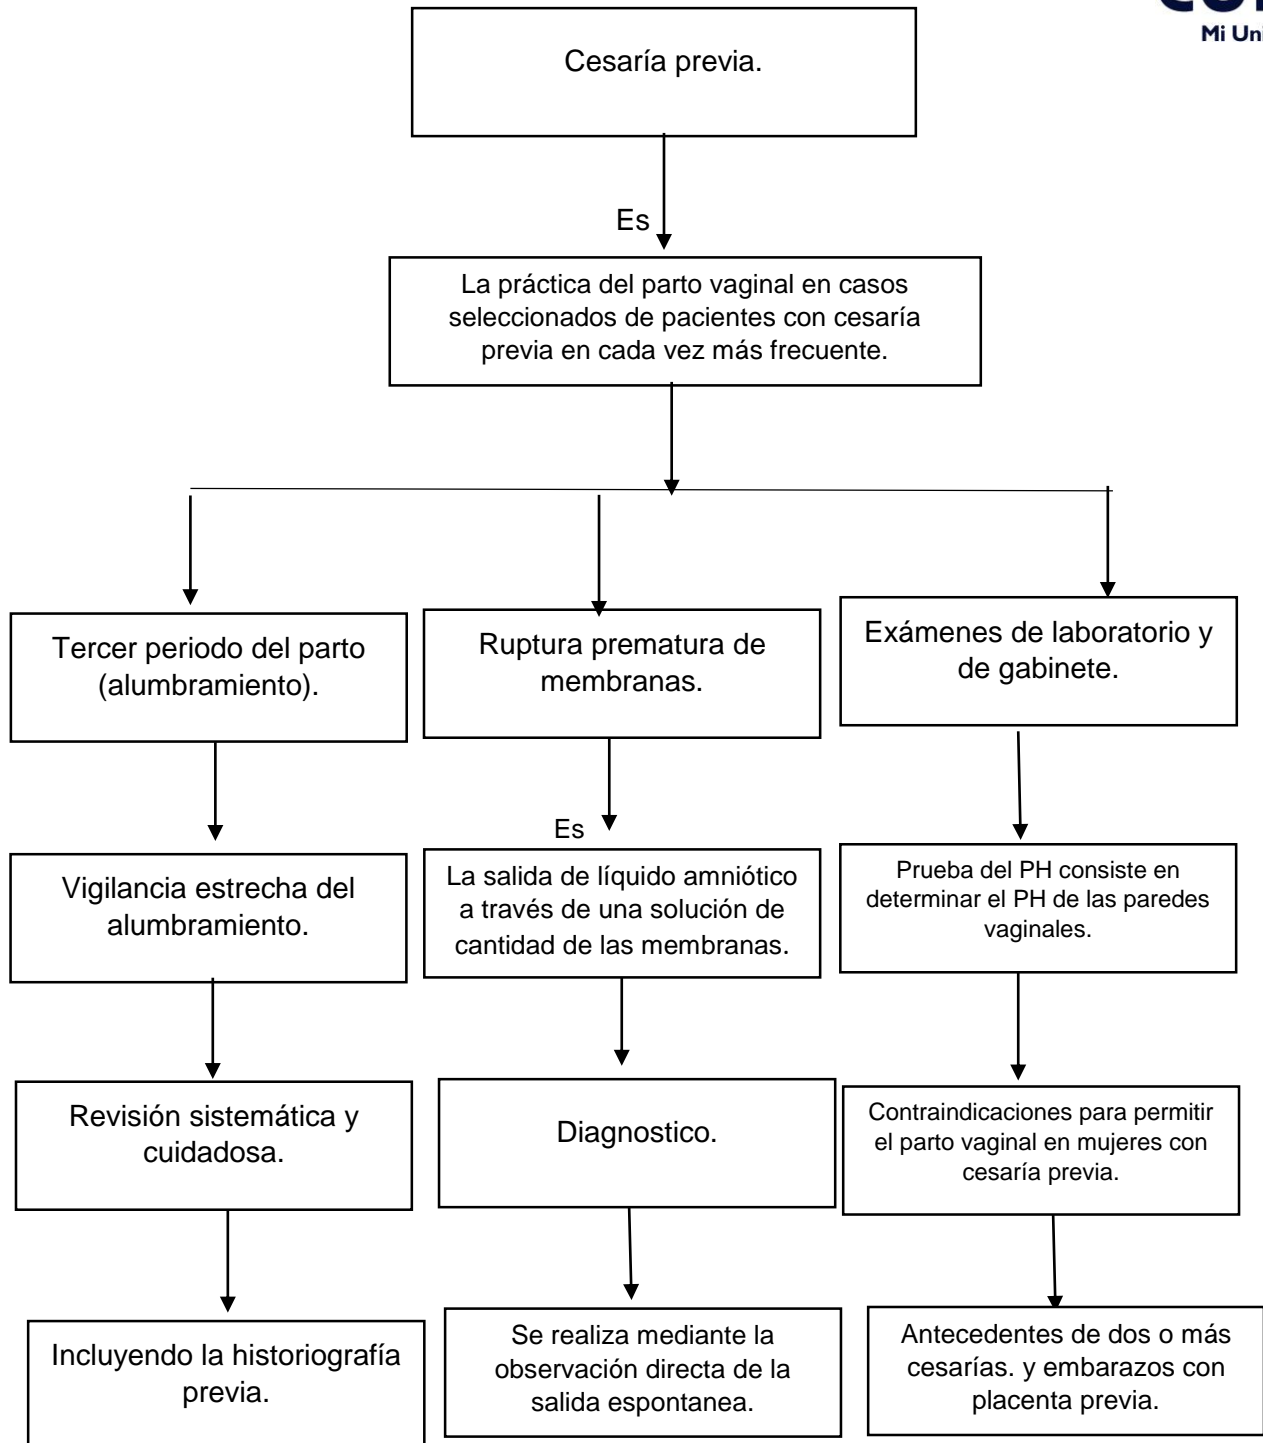 Mi Uni
Cesaría previa.
Es
La práctica del parto vaginal en casos
seleccionados de pacientes con cesaría
previa en cada vez más frecuente.
Tercer periodo del parto
(alumbramiento).
Ruptura prematura de
membranas.
Exámenes de laboratorio y
de gabinete.
Vigilancia estrecha del
alumbramiento.
Es
La salida de líquido amniótico
a través de una solución de
cantidad de las membranas.
Prueba del PH consiste en
determinar el PH de las paredes
vaginales.
Revisión sistemática y
cuidadosa.
Diagnostico.
Contraindicaciones para permitir
el parto vaginal en mujeres con
cesaría previa.
Incluyendo la historiografía
previa.
Se realiza mediante la
observación directa de la
salida espontanea.
Antecedentes de dos o más
cesarías. y embarazos con
placenta previa.